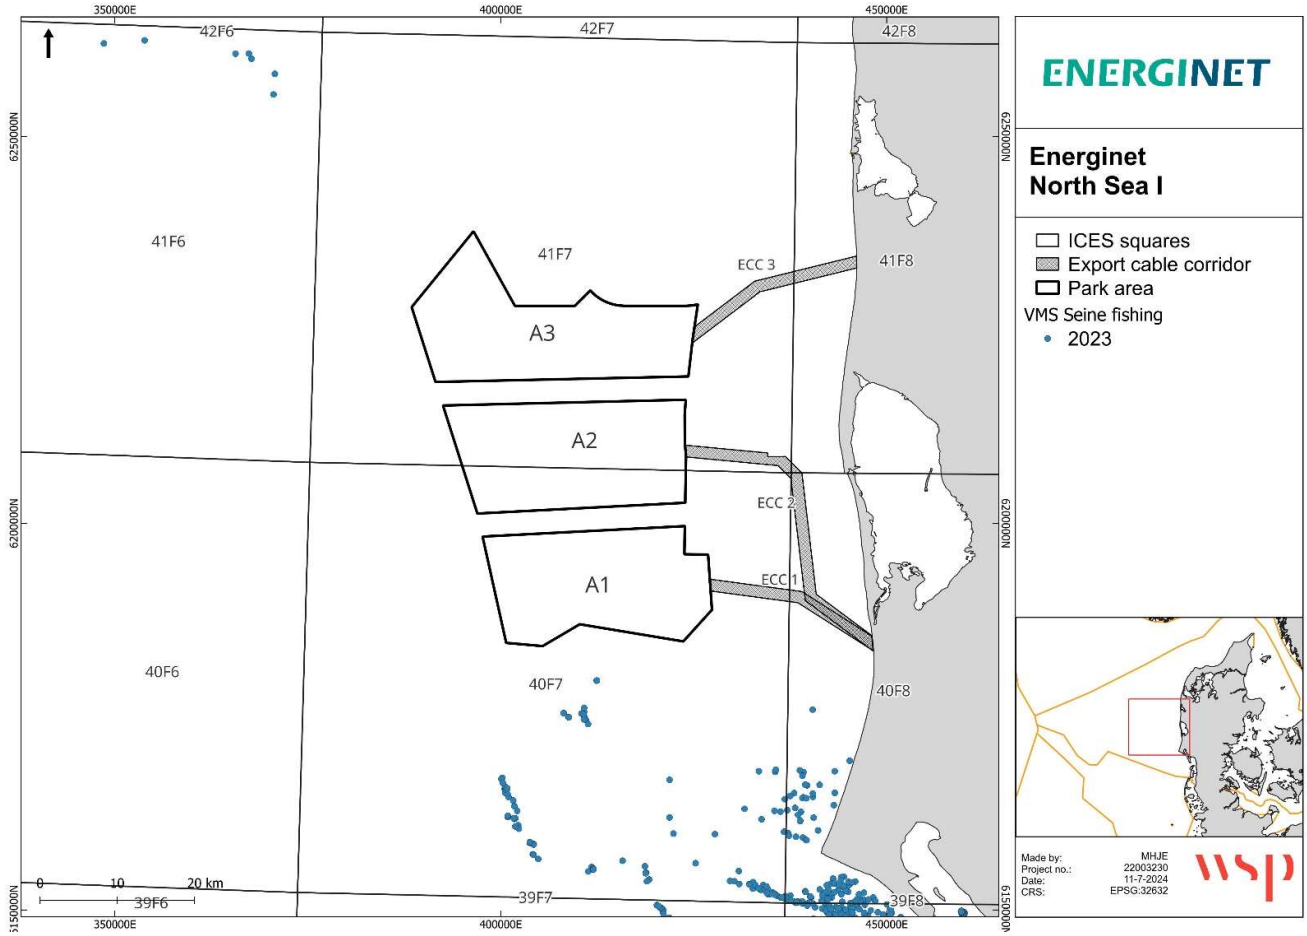 350000E
400000E
450000E
42F6
42F7
42F8
6250000N
6250000N
41F6
41F7
ECC 3
41F8
A3
A2
6200000N
6200000N
ECC 2
A1
ECC 1
40F6
40F7
40F8
0 10 20 km
39F6
39F7
39F8
6150000N
6150000N
350000E
400000E
450000E
ENERGINET
Energinet
North Sea I
ICES squares
Export cable corridor
Park area
VMS Seine fishing
2023
Made by: MHJE
Project no.: 22003230
Date: 11-7-2024
CRS: EPSG:32632
wsp